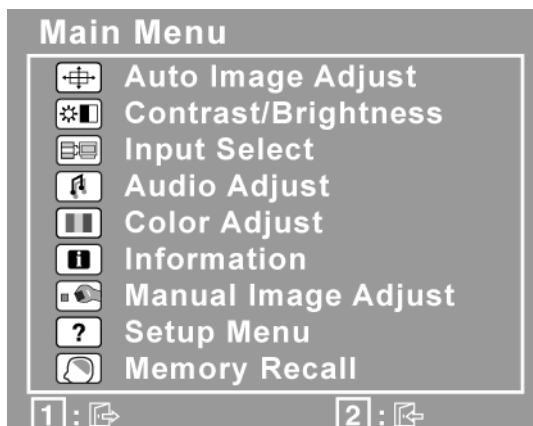 Main Menu
Auto Image Adjust
Contrast/Brightness
Input Select
Audio Adjust
Color Adjust
i Information
Manual Image Adjust
? Setup Menu
Memory Recall
1 : 2 :